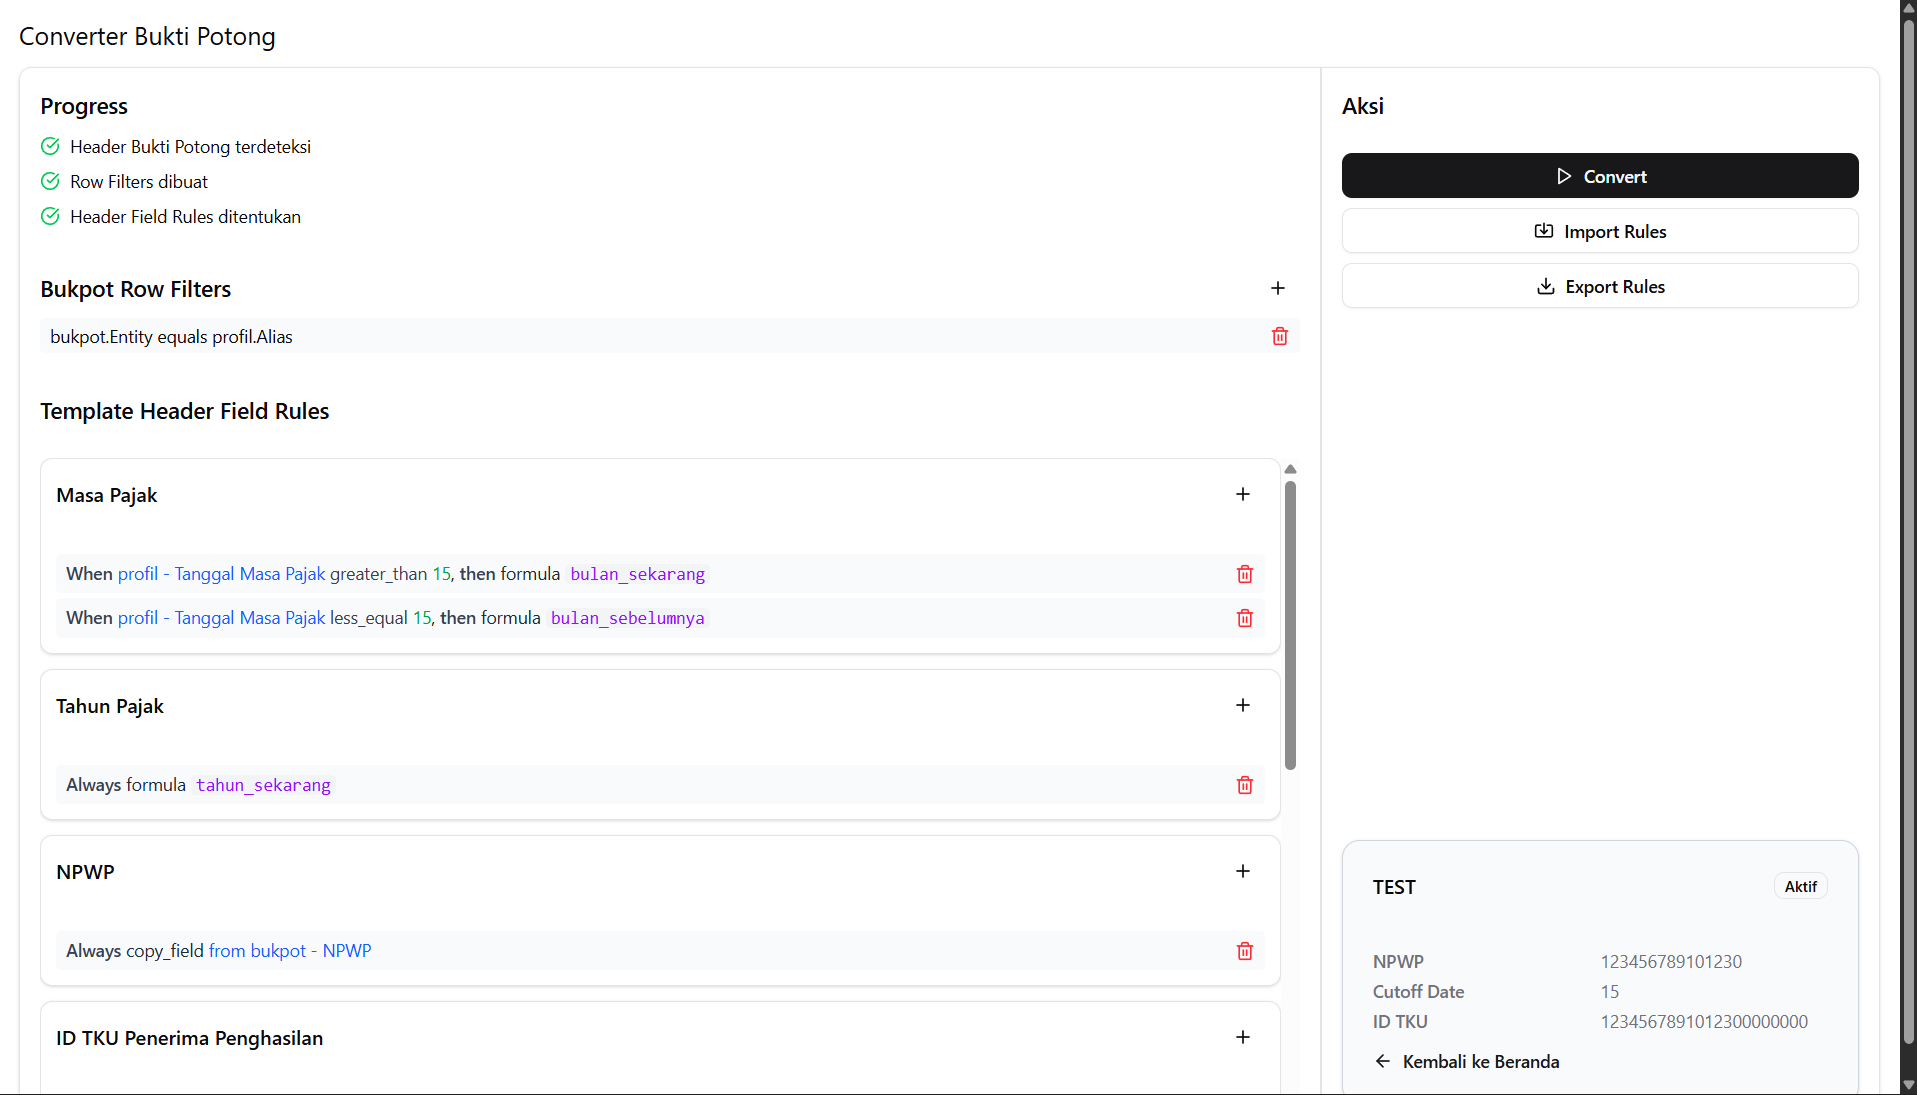 Converter Bukti Potong
Progress
Header Bukti Potong terdeteksi
Row Filters dibuat
Header Field Rules ditentukan
Bukpot Row Filters
bukpot.Entity equals profil.Alias
Template Header Field Rules
Masa Pajak
When profil - Tanggal Masa Pajak greater_than 15, then formula bulan_sekarang
When profil - Tanggal Masa Pajak less_equal 15, then formula bulan_sebelumnya
Tahun Pajak
Always formula tahun_sekarang
NPWP
Always copy_field from bukpot - NPWP
ID TKU Penerima Penghasilan
Aksi
Convert
Import Rules
Export Rules
TEST Aktif
NPWP 123456789101230
Cutoff Date 15
ID TKU 1234567891012300000000
Kembali ke Beranda